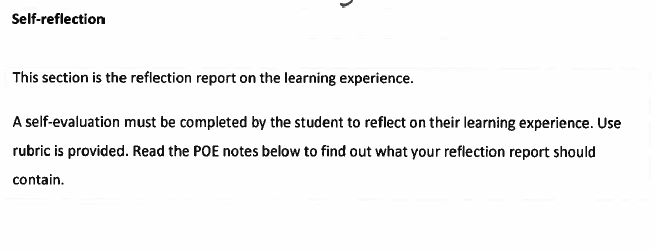 Self-reflection
This section is the reflection report on the learning experience.
A self-evaluation must be completed by the student to reflect on their learning experience. Use
rubric is provided. Read the POE notes below to find out what your reflection report should
contain.